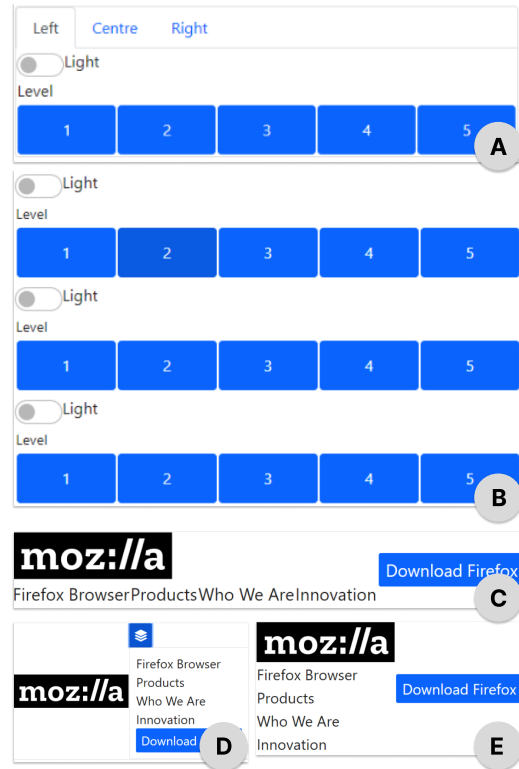 Left Centre Right
Light
Level
1 2 3 4 5
A
Light
Level
1 2 3 4 5
Light
Level
1 2 3 4 5
Light
Level
1 2 3 4 5
B
moz://a
Download Firefox
Firefox BrowserProductsWho We AreInnovation
C
moz://a
Firefox Browser
Products
Who We Are
Innovation
Download
D
moz://a
Firefox Browser
Products
Download Firefox
Who We Are
Innovation
E